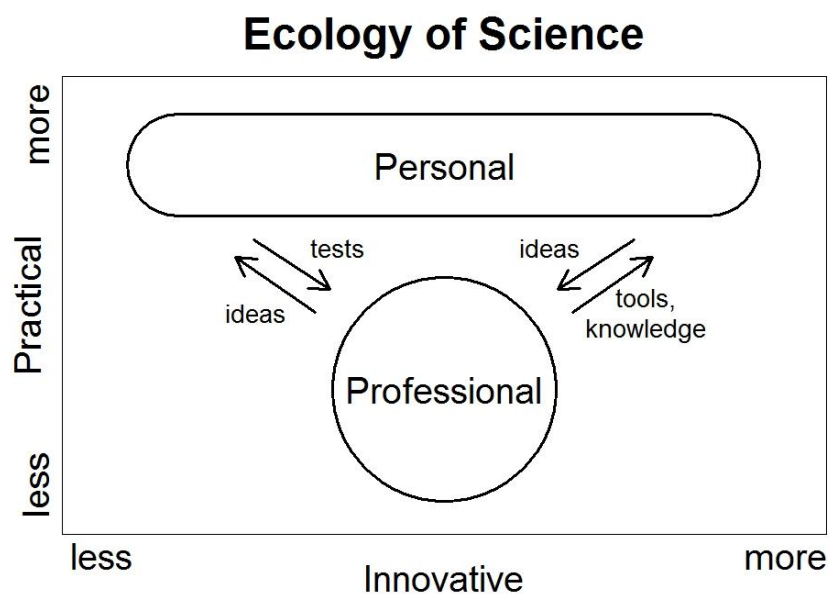 Ecology of Science
more
Personal
tests
ideas
ideas
tools,
knowledge
Practical
Professional
less
less
more
Innovative